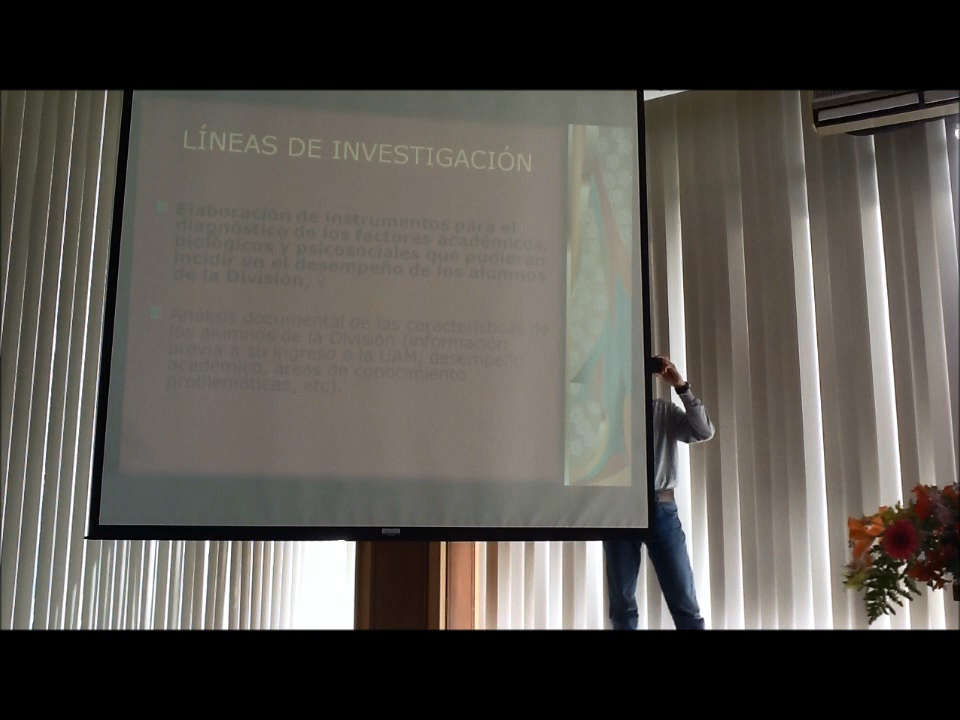 LÍNEAS DE INVESTIGACIÓN
Elaboración de instrumentos para el
diagnóstico de los factores académicos,
biológicos y psicosociales que pudieran
incidir en el desempeño de los alumnos
de la División, y
Análisis documental de las características de
los alumnos de la División (información
previa a su ingreso a la UAM, desempeño
académico, áreas de conocimiento
problemáticas, etc).